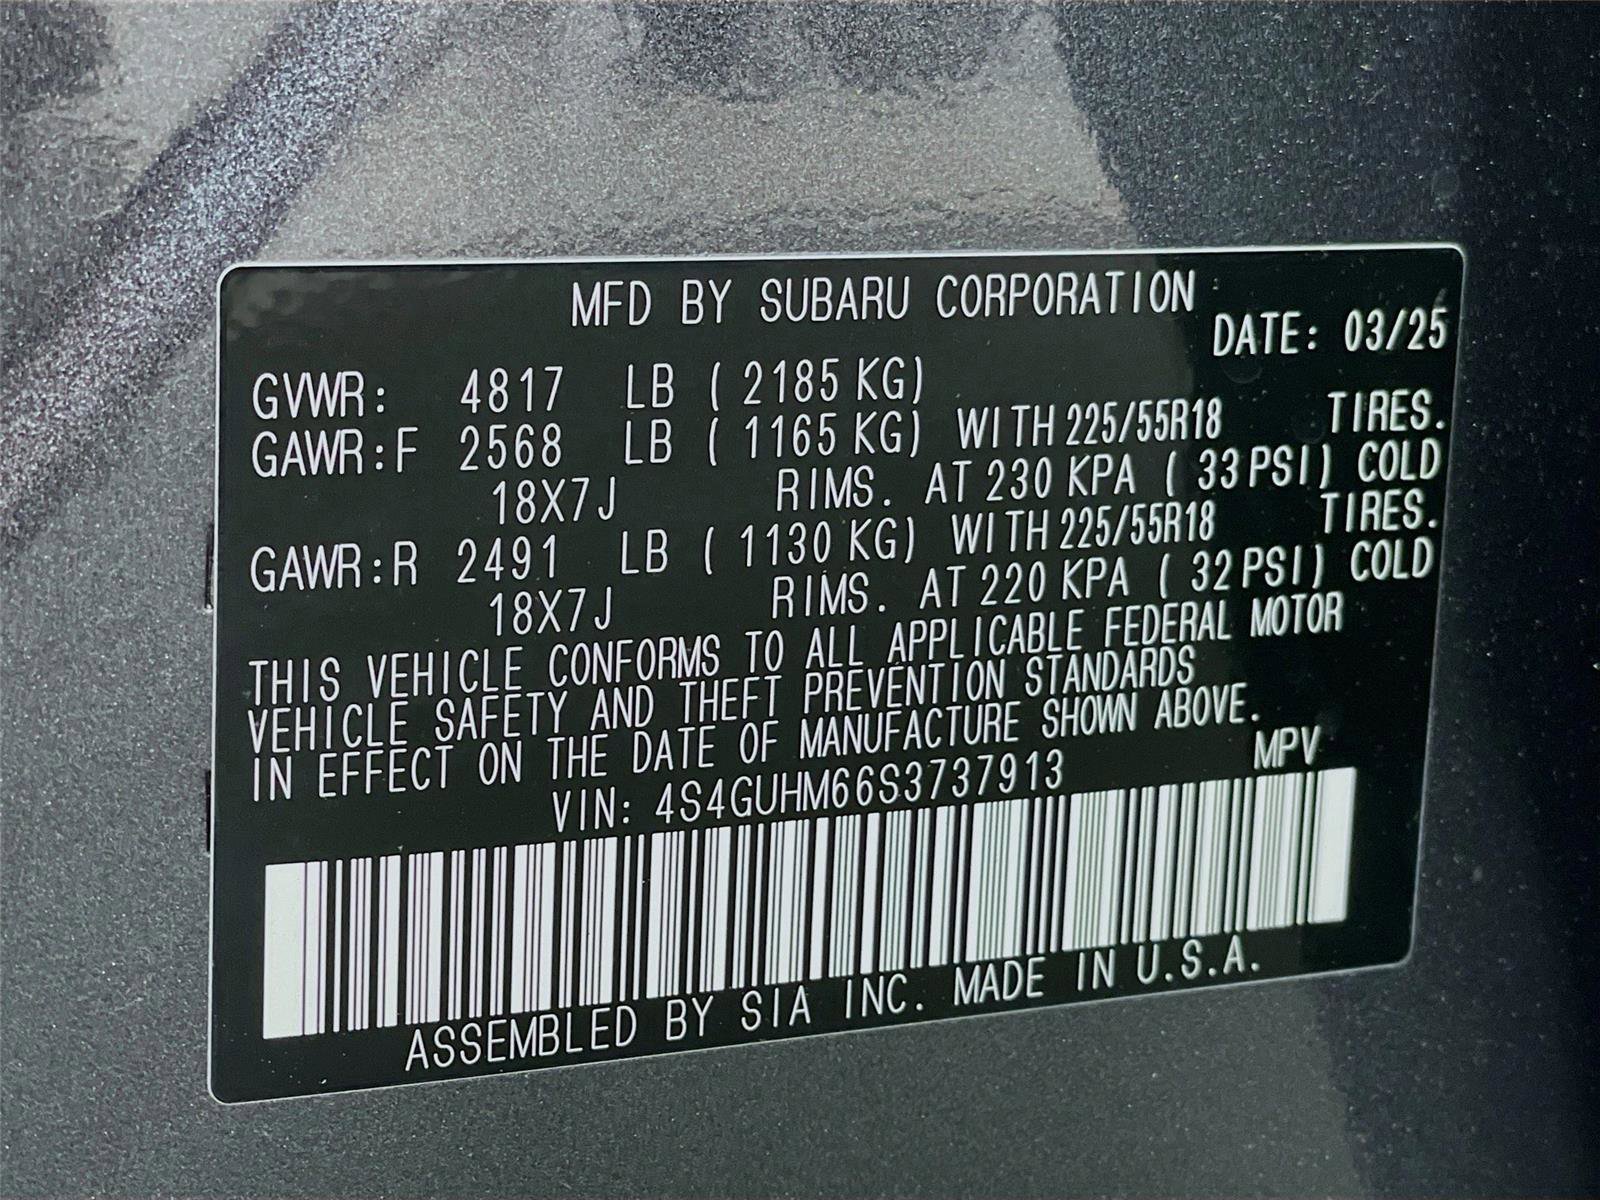 MFD BY SUBARU CORPORATION
DATE: 03/25
GVWR: 4817 LB ( 2185 KG)
GAWR:F 2568 LB ( 1165 KG) WITH 225/55R18 TIRES.
18X7J RIMS. AT 230 KPA ( 33 PSI) COLD
GAWR:R 2491 LB ( 1130 KG) WITH 225/55R18 TIRES.
18X7J RIMS. AT 220 KPA ( 32 PSI) COLD
THIS VEHICLE CONFORMS TO ALL APPLICABLE FEDERAL MOTOR
VEHICLE SAFETY AND THEFT PREVENTION STANDARDS
IN EFFECT ON THE DATE OF MANUFACTURE SHOWN ABOVE.
VIN: 4S4GUHM66S3737913 MPV
ASSEMBLED BY SIA INC. MADE IN U.S.A.